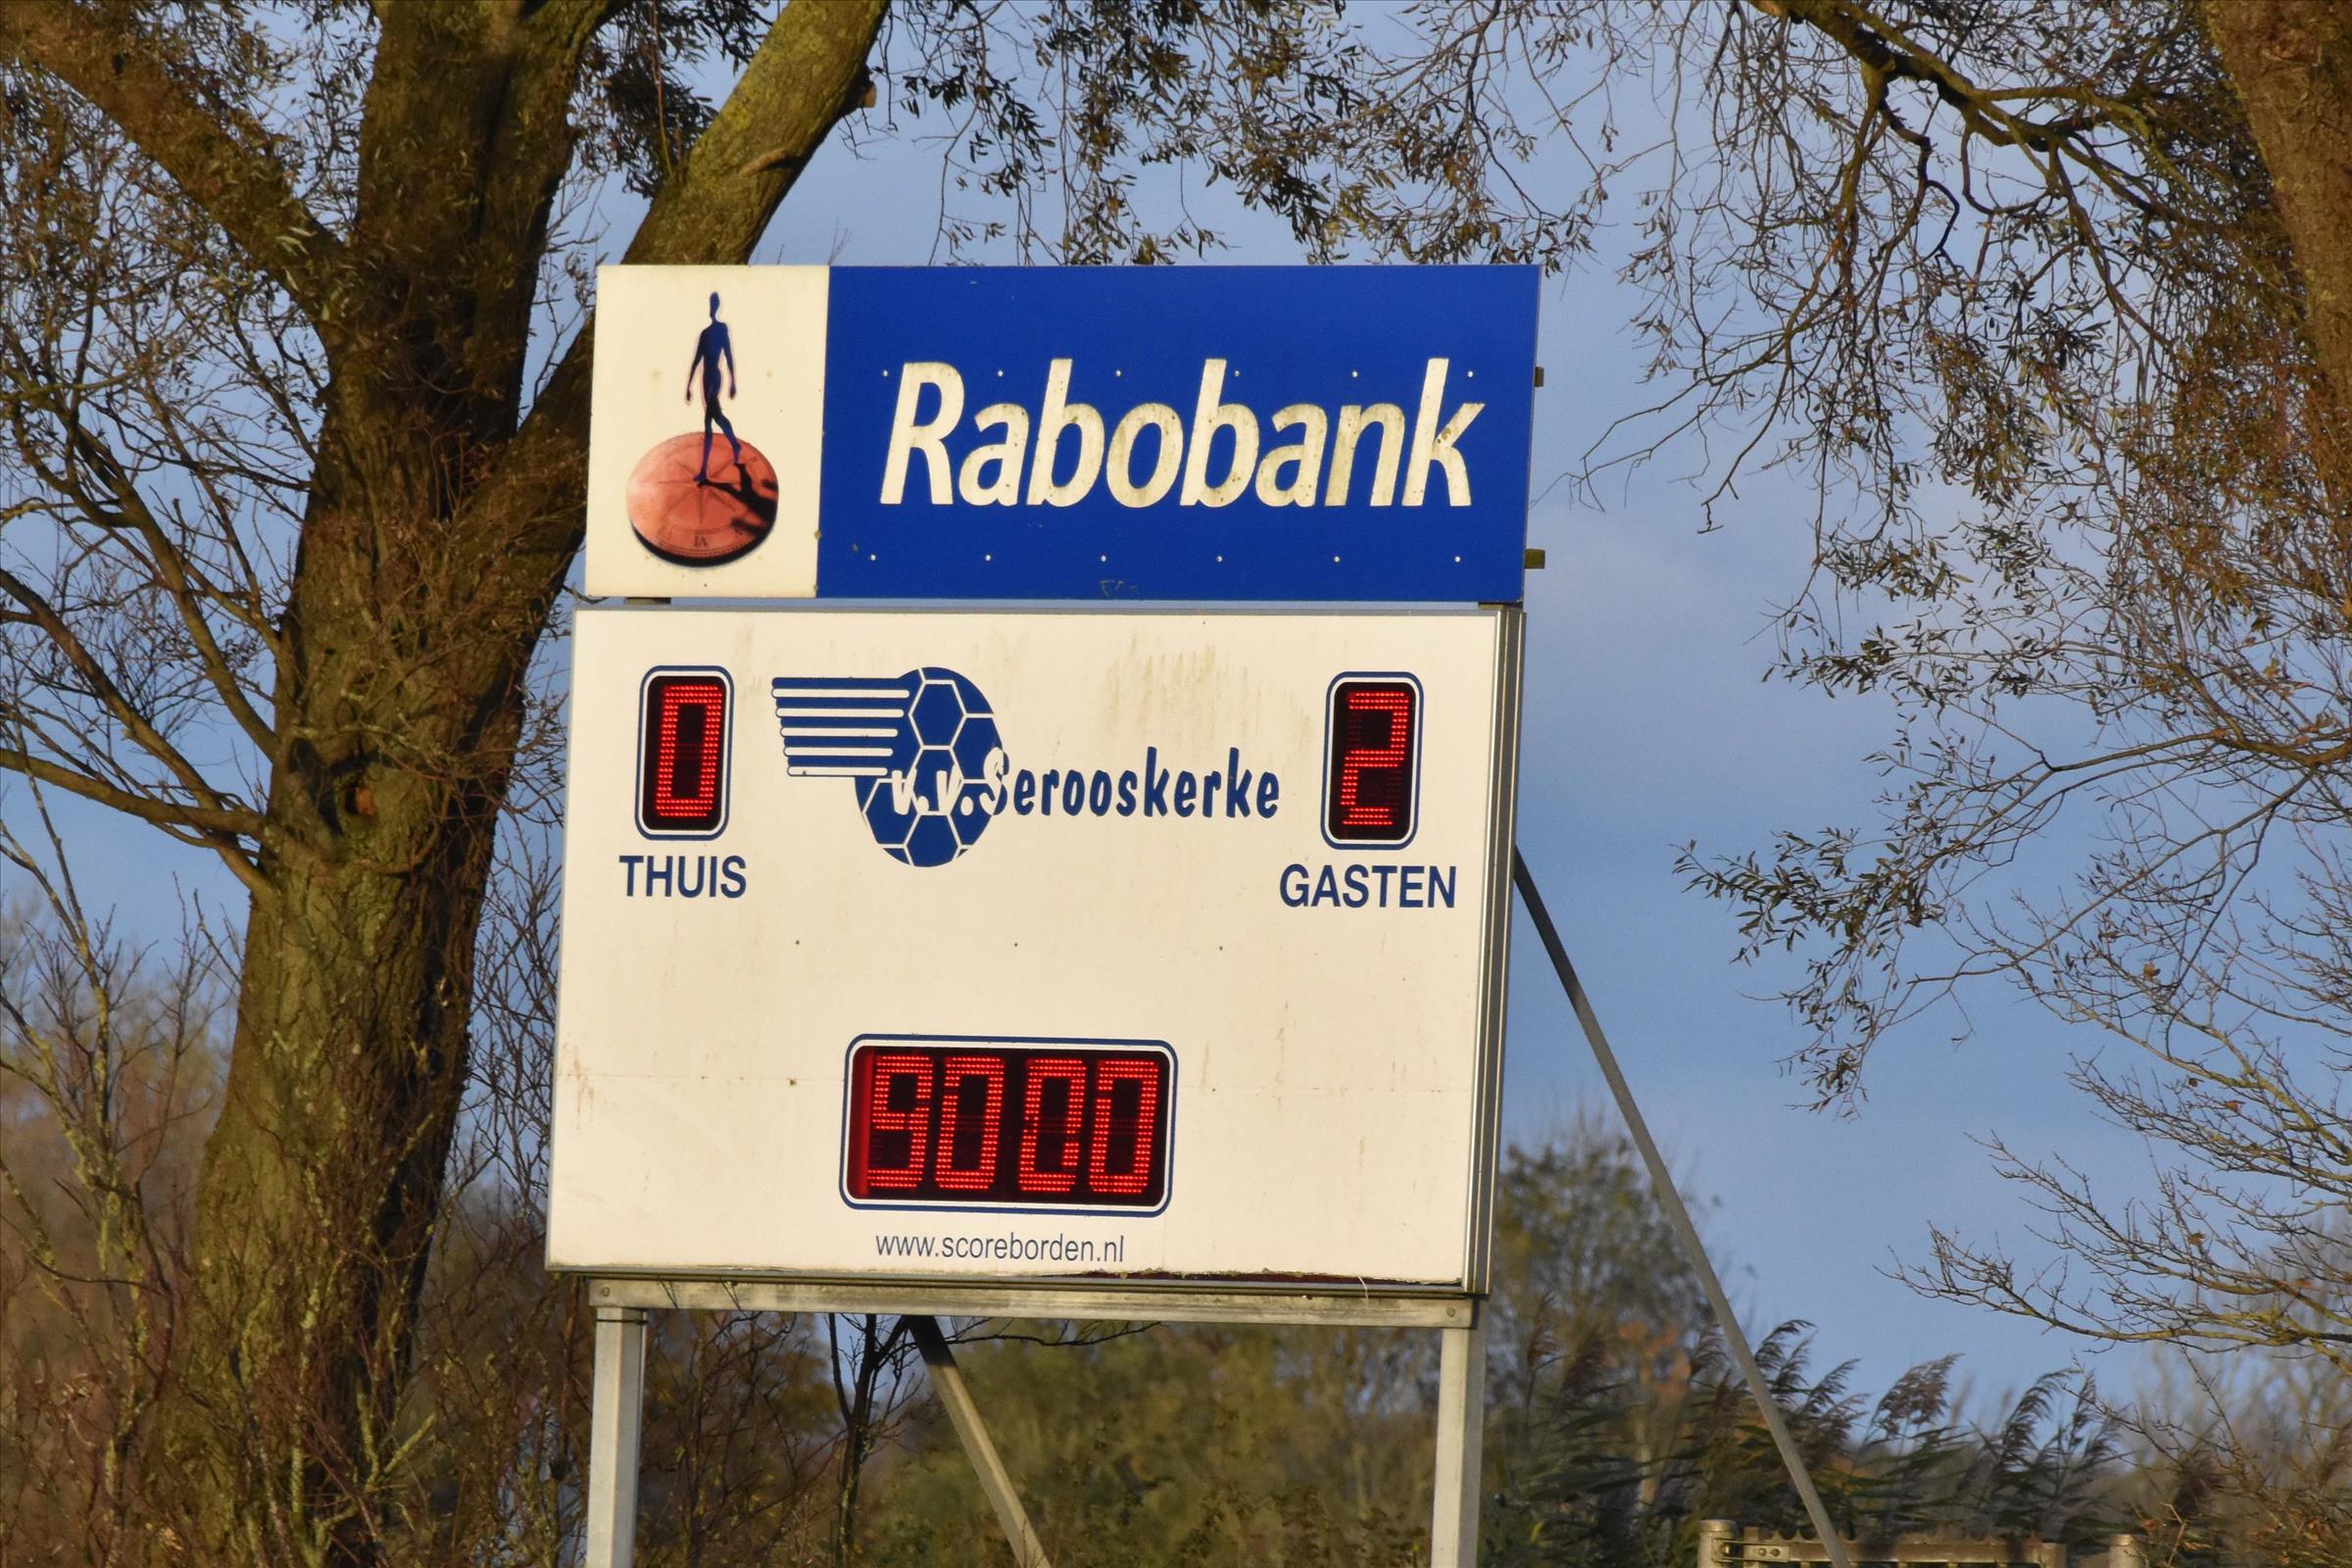 Rabobank
0
v.v. Serooskerke
2
THUIS
GASTEN
90:00
www.scoreborden.nl